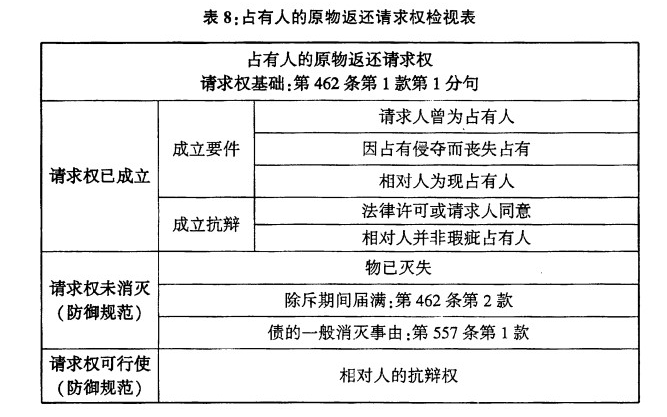 表 8:占有人的原物返还请求权检视表
占有人的原物返还请求权
请求权基础:第 462 条第 1 款第 1 分句
请求权已成立
成立要件
请求人曾为占有人
因占有侵夺而丧失占有
相对人为现占有人
成立抗辩
法律许可或请求人同意
相对人并非瑕疵占有人
请求权未消灭
(防御规范)
物已灭失
除斥期间届满:第 462 条第 2 款
债的一般消灭事由:第 557 条第 1 款
请求权可行使
(防御规范)
相对人的抗辩权